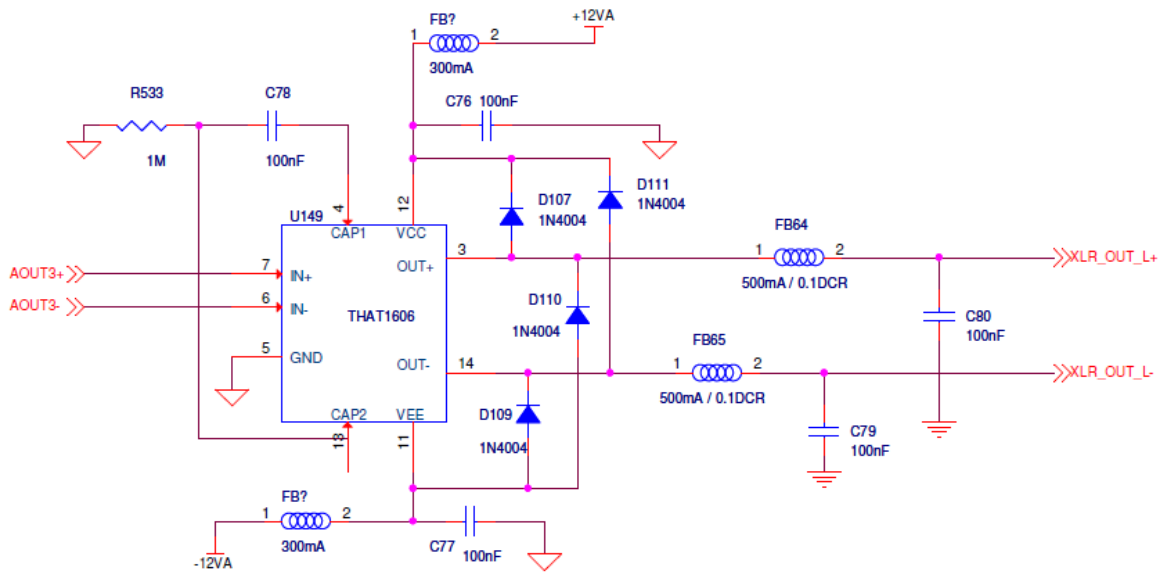 +12VA
FB?
1 2
300mA
R533
C78
C76 100nF
1M
100nF
4
12
D107
1N4004
D111
1N4004
U149
CAP1 VCC
FB64
AOUT3+ 7 IN+
OUT+ 3
1 2
XLR_OUT_L+
500mA / 0.1DCR
AOUT3- 6 IN-
D110
1N4004
THAT1606
C80
100nF
FB65
5 GND
OUT- 14
1 2
XLR_OUT_L-
500mA / 0.1DCR
CAP2 VEE
D109
1N4004
C79
100nF
13
11
FB?
1 2
300mA
-12VA
C77 100nF